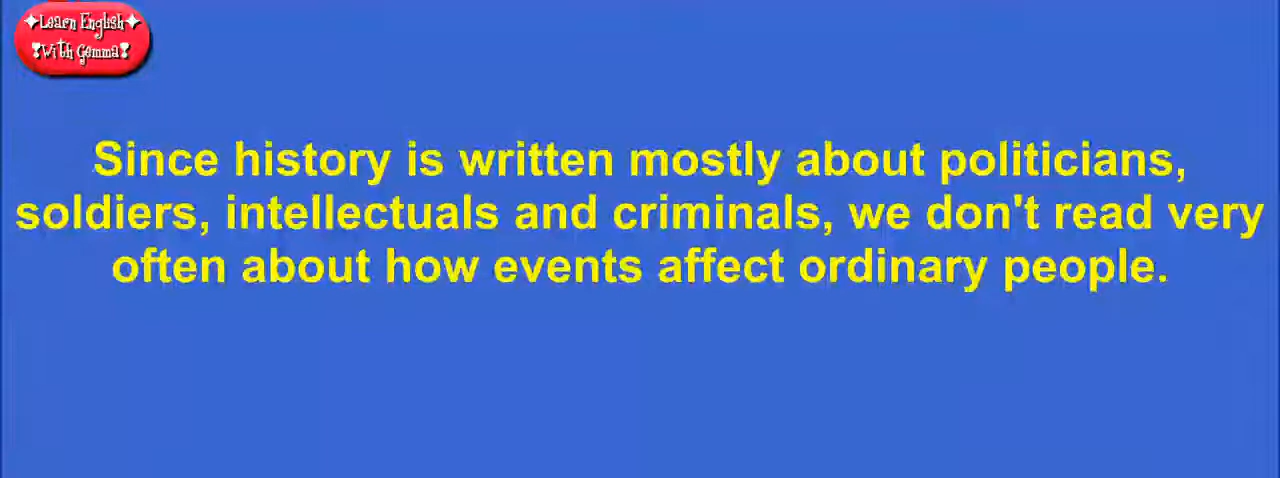 Learn English
With Gemma
Since history is written mostly about politicians,
soldiers, intellectuals and criminals, we don't read very
often about how events affect ordinary people.